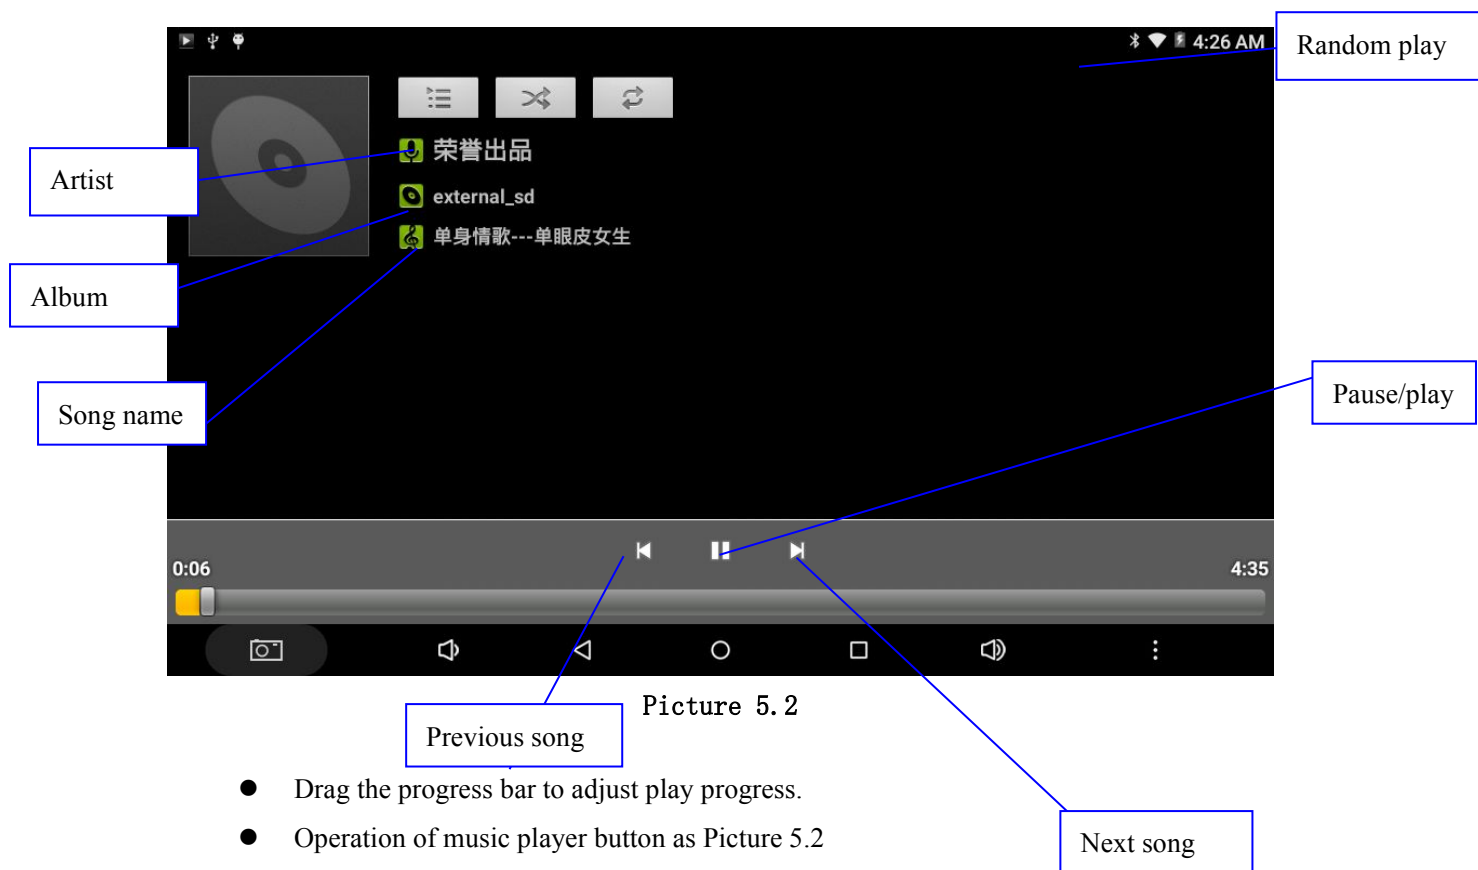 4:26 AM
Random play
荣誉出品
Artist
external_sd
单身情歌---单眼皮女生
Album
Song name
Pause/play
0:06
4:35
Picture 5.2
Previous song
Drag the progress bar to adjust play progress.
Operation of music player button as Picture 5.2
Next song